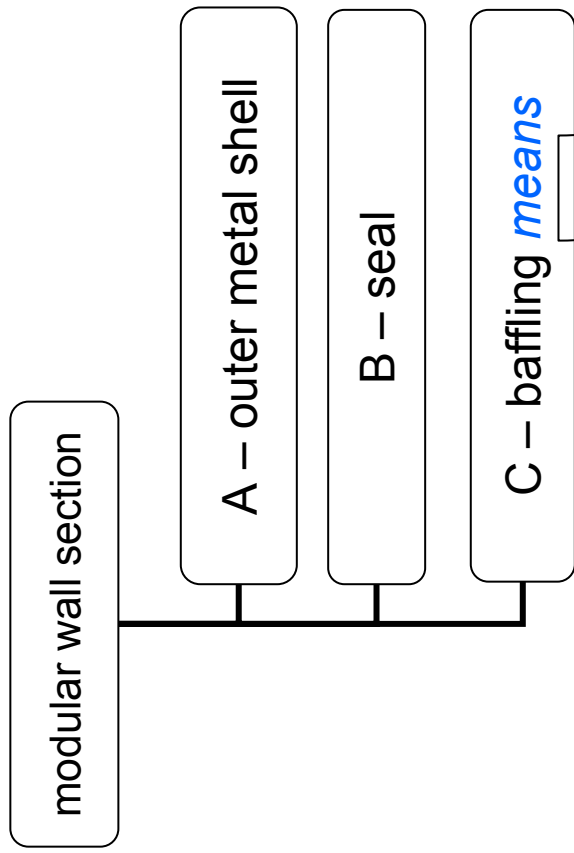 modular wall section
A – outer metal shell
B – seal
C – baffling means